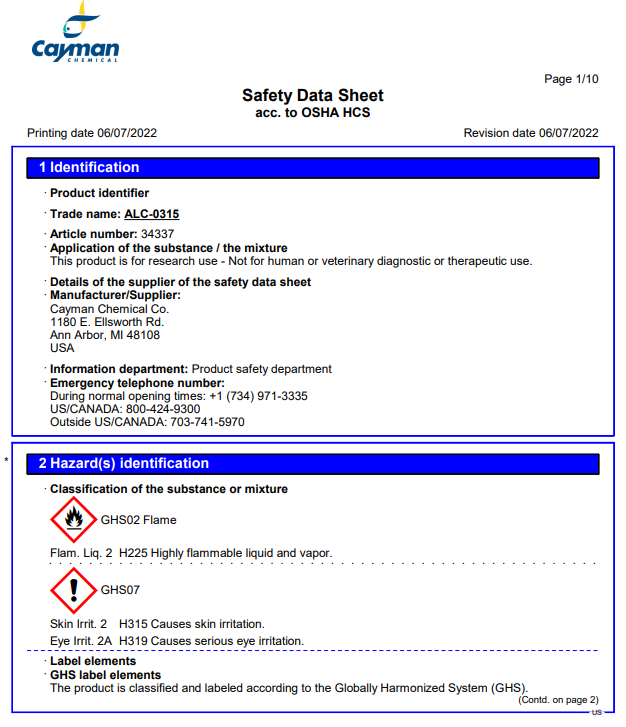 Cayman
CHEMICAL
Page 1/10
Safety Data Sheet
acc. to OSHA HCS
Printing date 06/07/2022 Revision date 06/07/2022
1 Identification
· Product identifier
· Trade name: ALC-0315
· Article number: 34337
· Application of the substance / the mixture
This product is for research use - Not for human or veterinary diagnostic or therapeutic use.
· Details of the supplier of the safety data sheet
· Manufacturer/Supplier:
Cayman Chemical Co.
1180 E. Ellsworth Rd.
Ann Arbor, MI 48108
USA
· Information department: Product safety department
· Emergency telephone number:
During normal opening times: +1 (734) 971-3335
US/CANADA: 800-424-9300
Outside US/CANADA: 703-741-5970
* 2 Hazard(s) identification
· Classification of the substance or mixture
GHS02 Flame
Flam. Liq. 2 H225 Highly flammable liquid and vapor.
GHS07
Skin Irrit. 2 H315 Causes skin irritation.
Eye Irrit. 2A H319 Causes serious eye irritation.
· Label elements
· GHS label elements
The product is classified and labeled according to the Globally Harmonized System (GHS).
(Contd. on page 2)
US